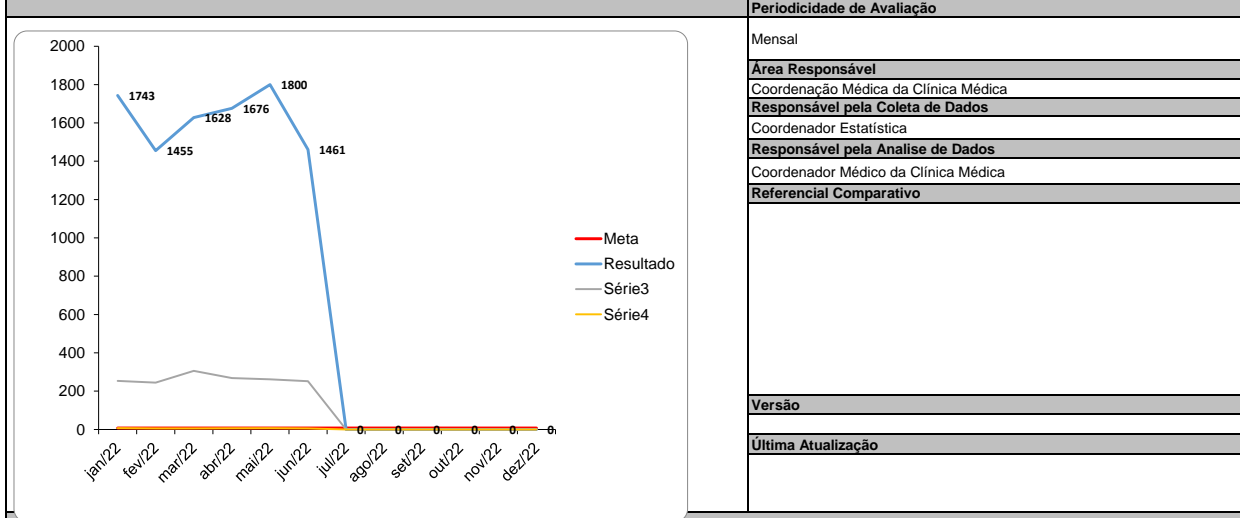 Periodicidade de Avaliação
Mensal
Área Responsável
Coordenação Médica da Clínica Médica
Responsável pela Coleta de Dados
Coordenador Estatística
Responsável pela Analise de Dados
Coordenador Médico da Clínica Médica
Referencial Comparativo
Versão
Última Atualização
2000
1800
1600
1400
1200
1000
800
600
400
200
0
1743
1455
1628
1676
1800
1461
0
0
0
0
0
0
jan/22
fev/22
mar/22
abr/22
mai/22
jun/22
jul/22
ago/22
set/22
out/22
nov/22
dez/22
Meta
Resultado
Série3
Série4